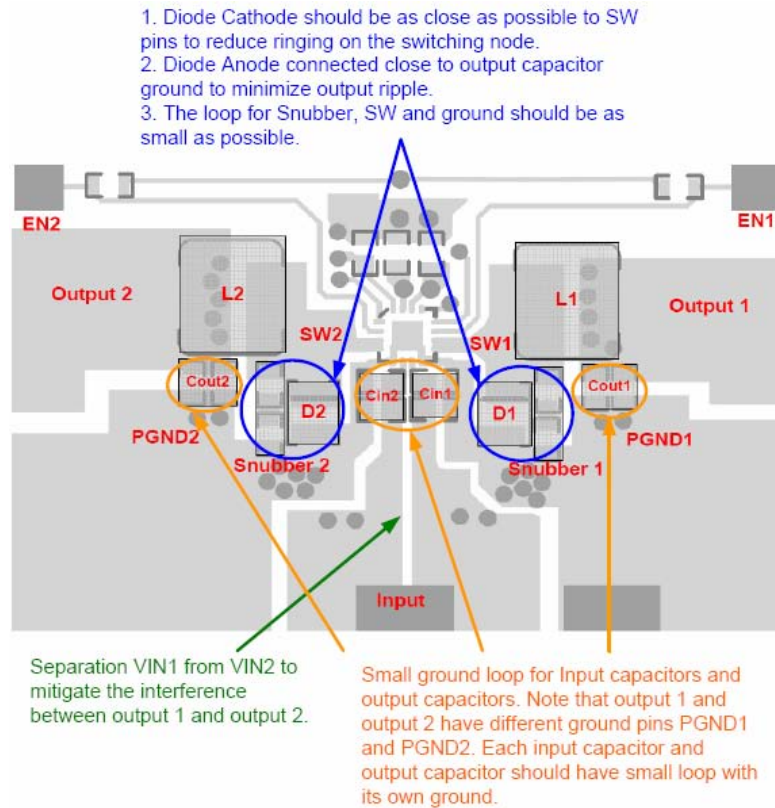 1. Diode Cathode should be as close as possible to SW
pins to reduce ringing on the switching node.
2. Diode Anode connected close to output capacitor
ground to minimize output ripple.
3. The loop for Snubber, SW and ground should be as
small as possible.
EN2
EN1
Output 2
L2
L1
Output 1
SW2
SW1
Cout2
D2
Cin2
Cin1
D1
Cout1
PGND2
PGND1
Snubber 2
Snubber 1
Input
Separation VIN1 from VIN2 to
mitigate the interference
between output 1 and output 2.
Small ground loop for Input capacitors and
output capacitors. Note that output 1 and
output 2 have different ground pins PGND1
and PGND2. Each input capacitor and
output capacitor should have small loop with
its own ground.